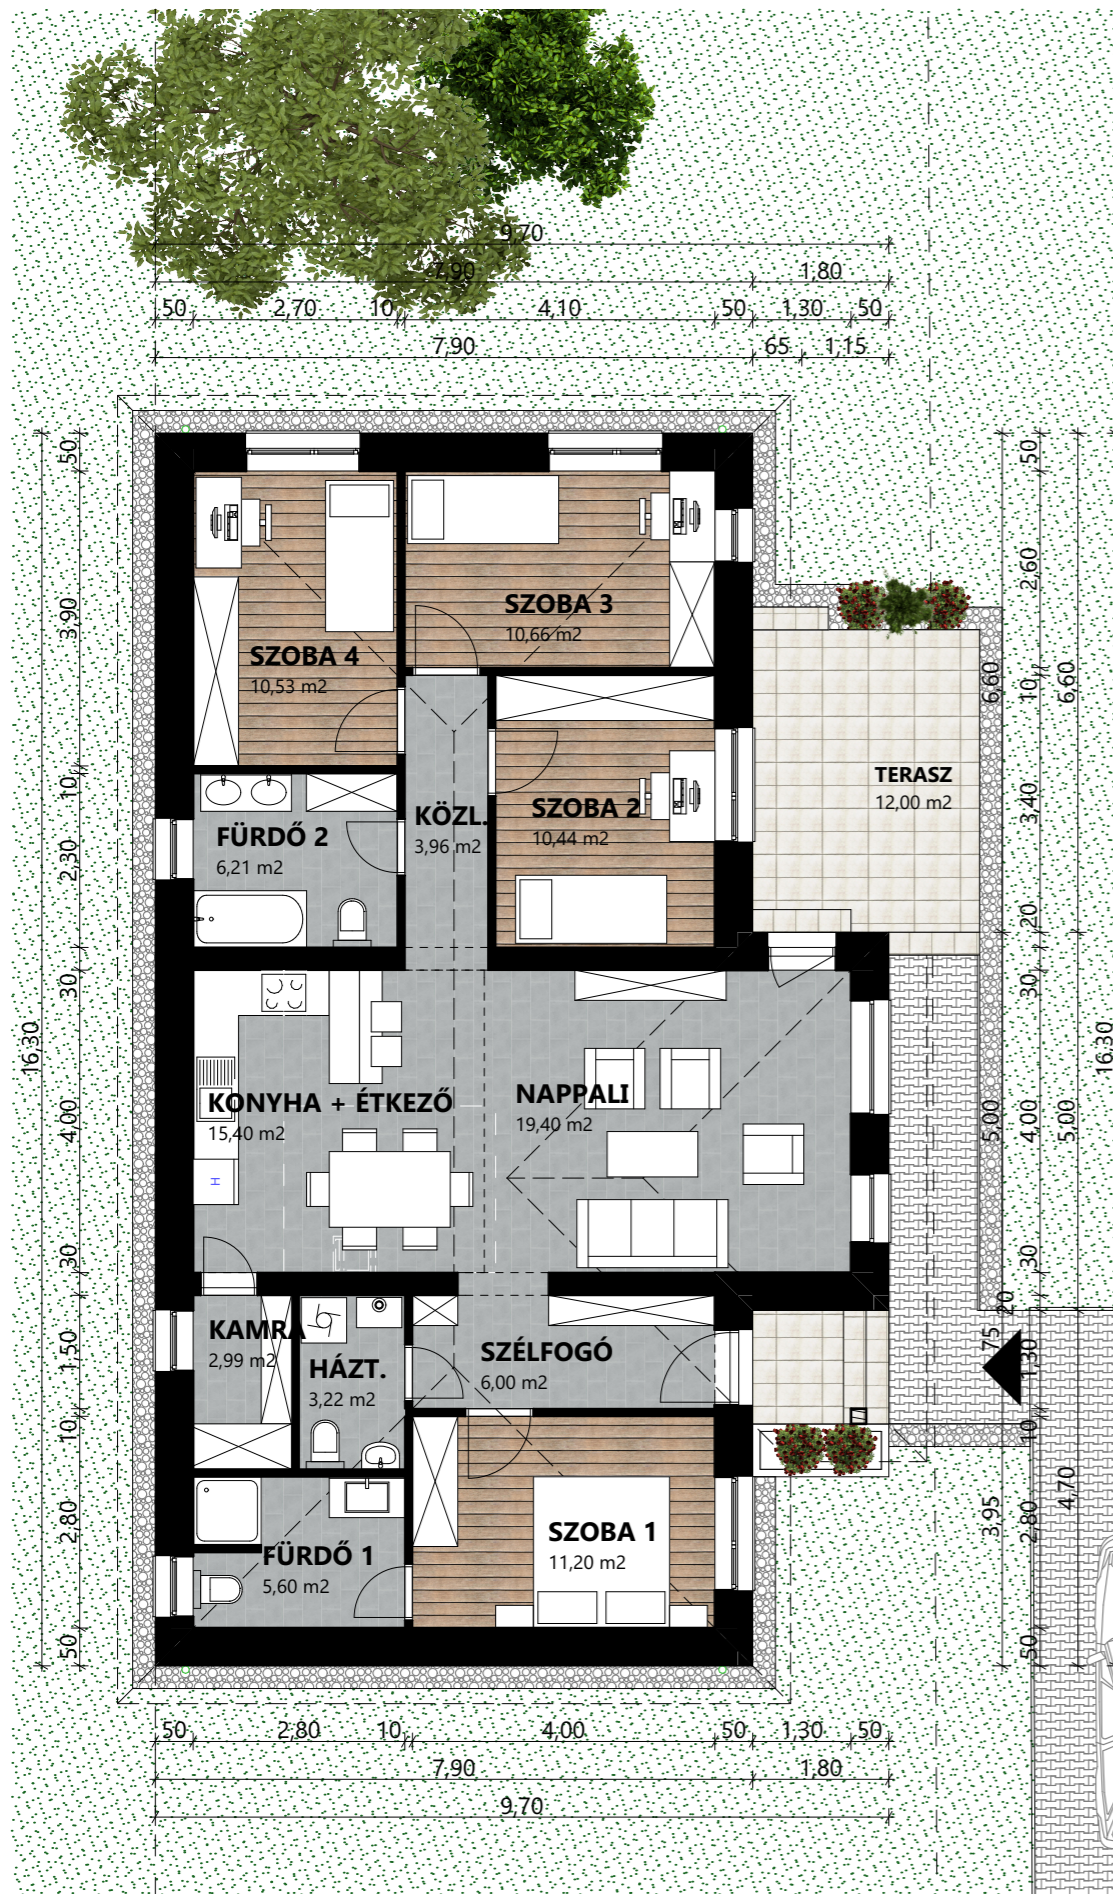 9,70
7,90
1,80
50
2,70
10
4,10
50
1,30
50
7,90
65
1,15
50
3,90
10
2,30
30
4,00
30
1,50
10
2,80
50
16,30
SZOBA 3
10,66 m2
SZOBA 4
10,53 m2
TERASZ
12,00 m2
SZOBA 2
10,44 m2
KÖZL.
3,96 m2
FÜRDŐ 2
6,21 m2
NAPPALI
19,40 m2
KONYHA + ÉTKEZŐ
15,40 m2
H
KAMRA
2,99 m2
HÁZT.
3,22 m2
SZÉLFOGÓ
6,00 m2
SZOBA 1
11,20 m2
FÜRDŐ 1
5,60 m2
6,60
5,00
20
75
3,95
50
2,60
10
3,40
20
30
4,00
30
1,30
10
2,80
50
6,60
5,00
4,70
16,30
50
2,80
10
4,00
50
1,30
50
7,90
1,80
9,70